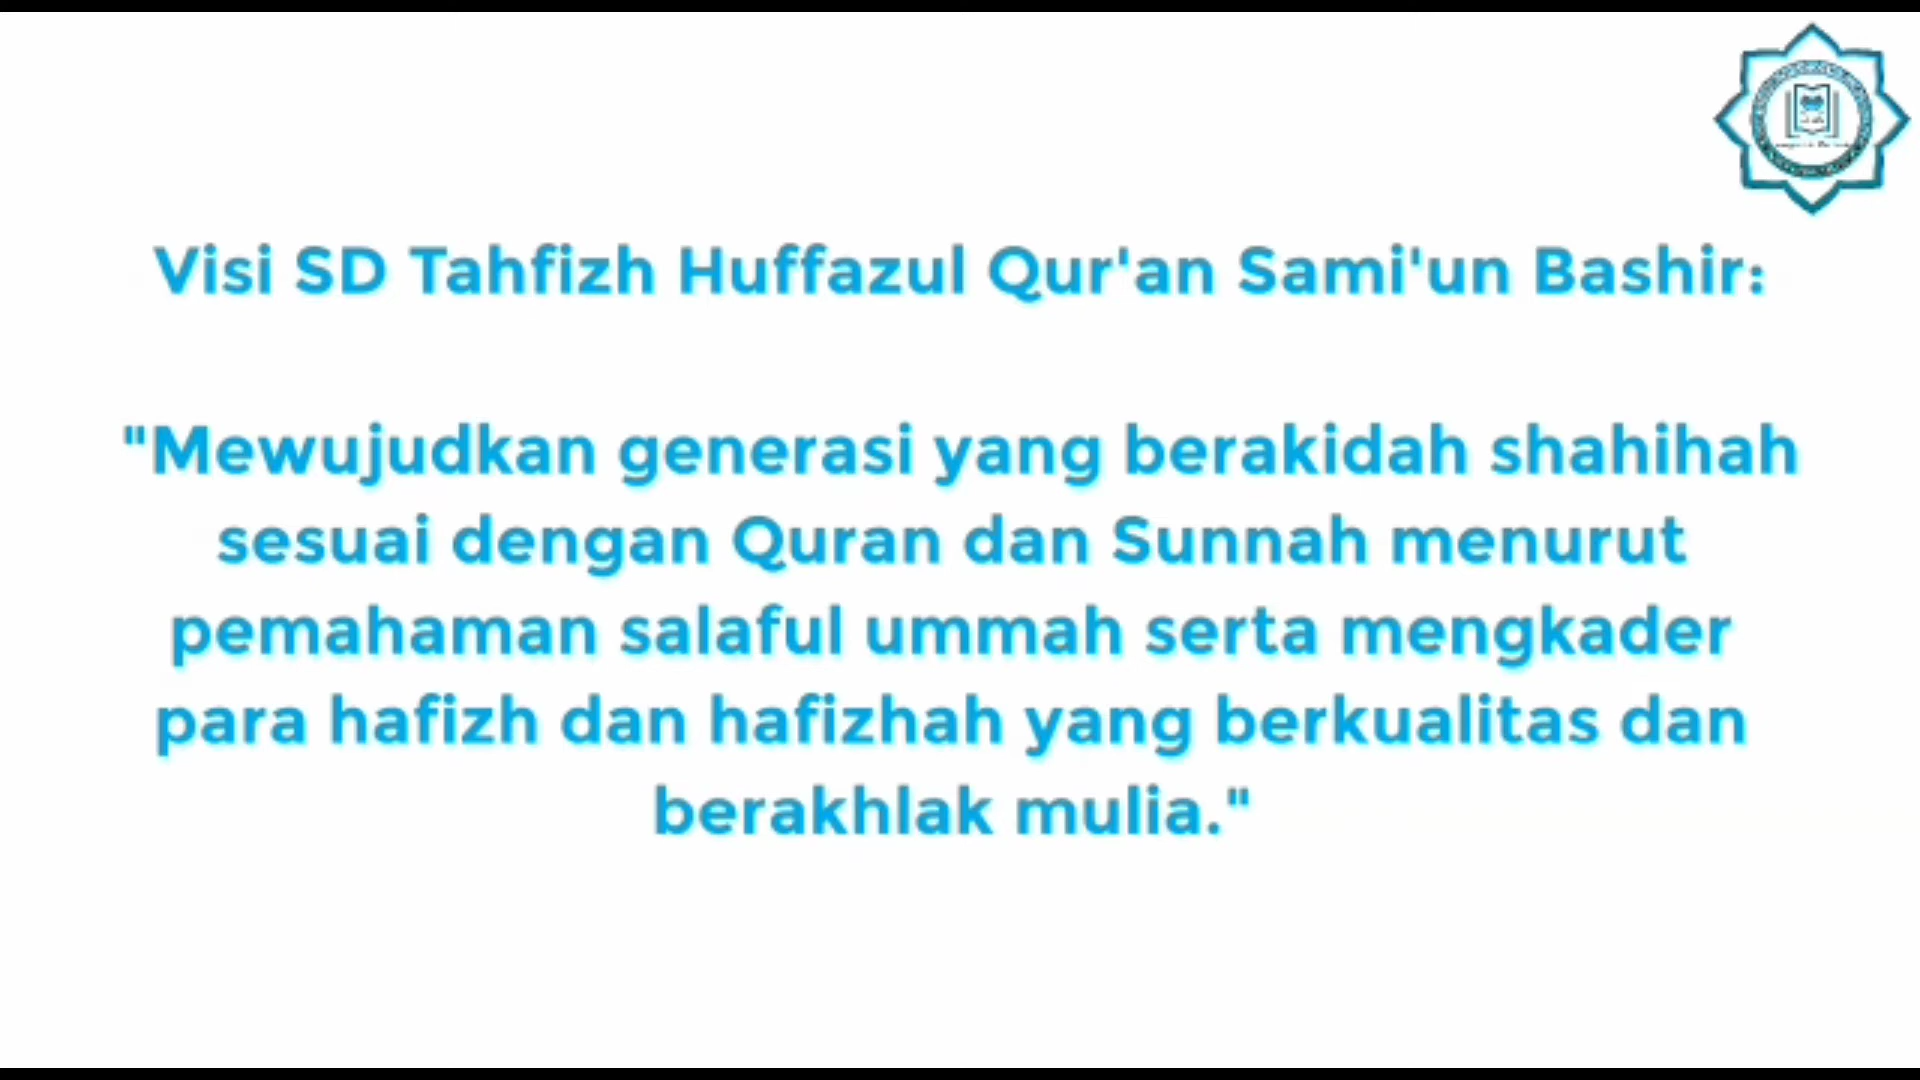 Visi SD Tahfizh Huffazul Qur'an Sami'un Bashir:
"Mewujudkan generasi yang berakidah shahihah
sesuai dengan Quran dan Sunnah menurut
pemahaman salaful ummah serta mengkader
para hafizh dan hafizhah yang berkualitas dan
berakhlak mulia."